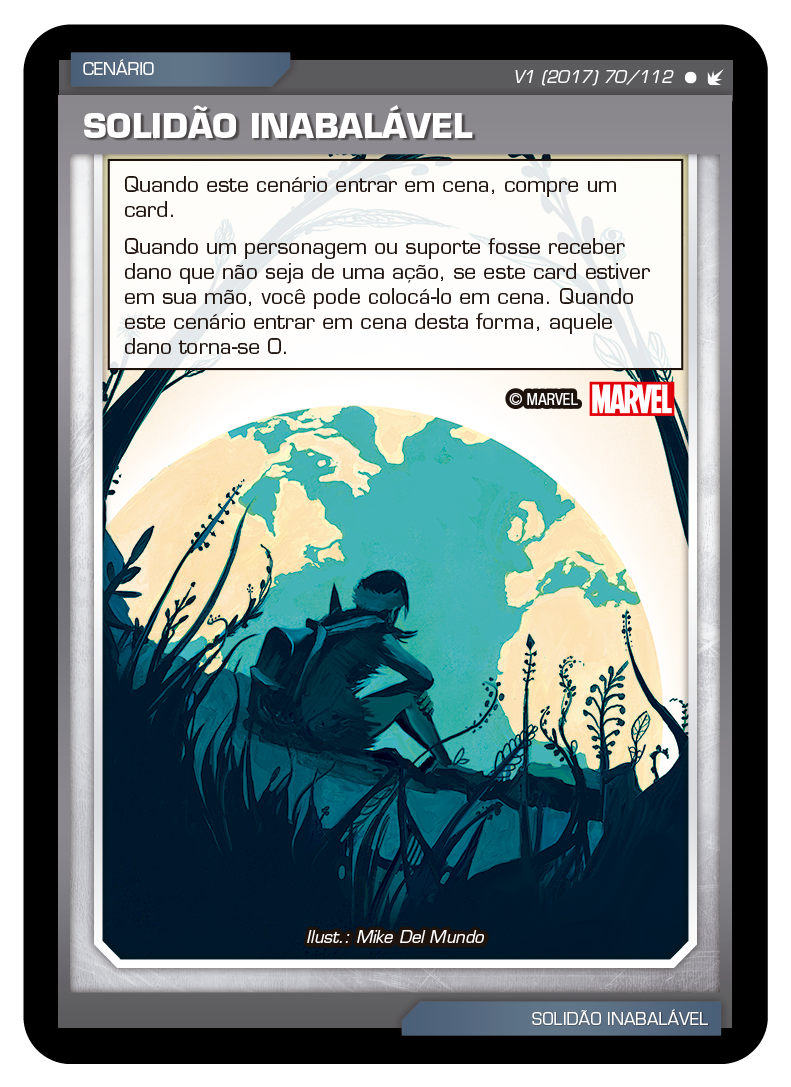 CENÁRIO
V1 (2017) 70/112
SOLIDÃO INABALÁVEL
Quando este cenário entrar em cena, compre um
card.
Quando um personagem ou suporte fosse receber
dano que não seja de uma ação, se este card estiver
em sua mão, você pode colocá-lo em cena. Quando
este cenário entrar em cena desta forma, aquele
dano torna-se 0.
© MARVEL MARVEL
Ilust.: Mike Del Mundo
SOLIDÃO INABALÁVEL